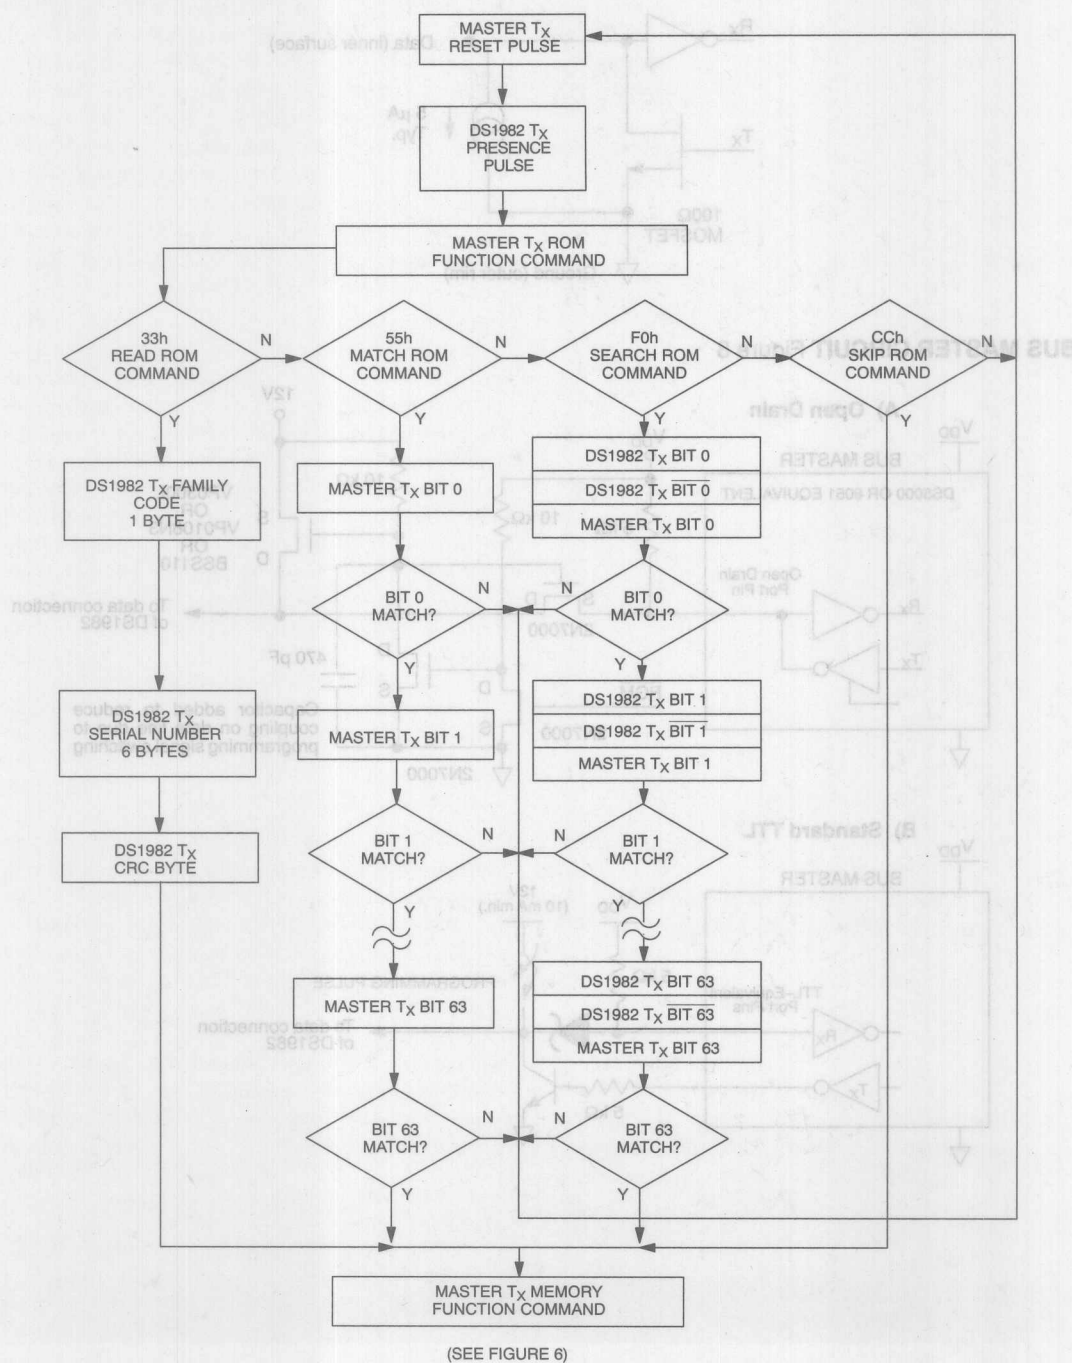 MASTER TX
RESET PULSE
DS1982 TX
PRESENCE
PULSE
MASTER TX ROM
FUNCTION COMMAND
33h
READ ROM
COMMAND
N
Y
55h
MATCH ROM
COMMAND
N
Y
F0h
SEARCH ROM
COMMAND
N
Y
CCh
SKIP ROM
COMMAND
N
Y
DS1982 TX FAMILY
CODE
1 BYTE
DS1982 TX
SERIAL NUMBER
6 BYTES
DS1982 TX
CRC BYTE
MASTER TX BIT 0
BIT 0
MATCH?
N
Y
MASTER TX BIT 1
BIT 1
MATCH?
N
Y
MASTER TX BIT 63
BIT 63
MATCH?
N
Y
DS1982 TX BIT 0
DS1982 TX BIT 0
MASTER TX BIT 0
BIT 0
MATCH?
N
Y
DS1982 TX BIT 1
DS1982 TX BIT 1
MASTER TX BIT 1
BIT 1
MATCH?
N
Y
DS1982 TX BIT 63
DS1982 TX BIT 63
MASTER TX BIT 63
BIT 63
MATCH?
N
Y
MASTER TX MEMORY
FUNCTION COMMAND
(SEE FIGURE 6)